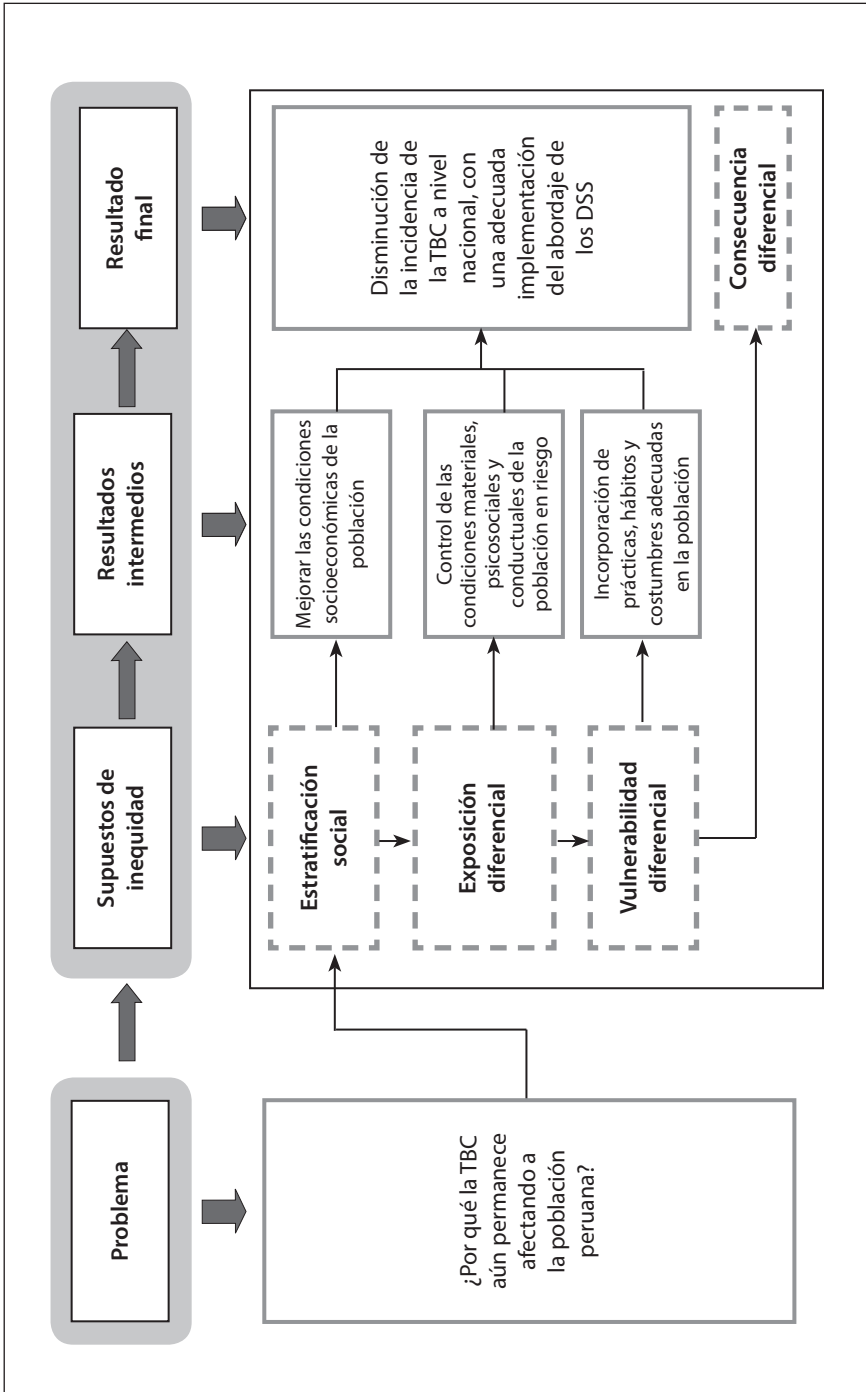 Problema
Supuestos de
inequidad
Resultados
intermedios
Resultado
final
¿Por qué la TBC
aún permanece
afectando a
la población
peruana?
Estratificación
social
Exposición
diferencial
Vulnerabilidad
diferencial
Mejorar las condiciones
socioeconómicas de la
población
Control de las
condiciones materiales,
psicosociales y
conductuales de la
población en riesgo
Incorporación de
prácticas, hábitos y
costumbres adecuadas
en la población
Disminución de
la incidencia de
la TBC a nivel
nacional, con
una adecuada
implementación
del abordaje de
los DSS
Consecuencia
diferencial